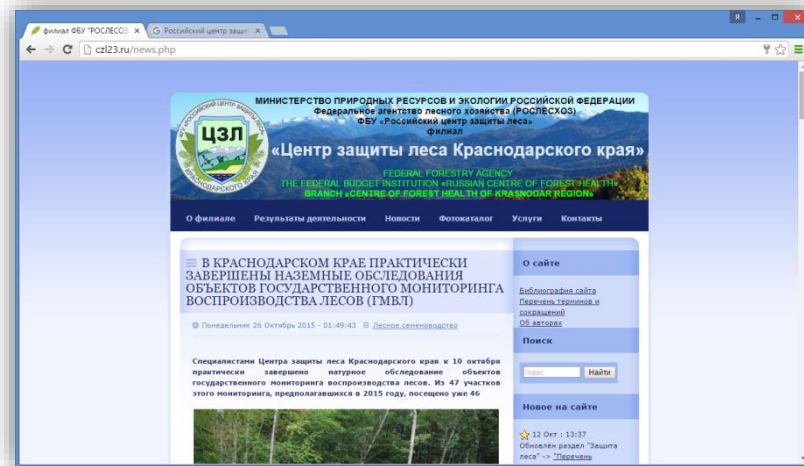 Я
филиал ФБУ "РОСЛЕСОЗ
Российский центр защит
czl23.ru/news.php
МИНИСТЕРСТВО ПРИРОДНЫХ РЕСУРСОВ И ЭКОЛОГИИ РОССИЙСКОЙ ФЕДЕРАЦИИ
Федеральное агентство лесного хозяйства (РОСЛЕСХОЗ)
ФБУ «Российский центр защиты леса»
филиал
ЦЗЛ
КРАСНОДАРСКОГО КРАЯ
«Центр защиты леса Краснодарского края»
FEDERAL FORESTRY AGENCY
THE FEDERAL BUDGET INSTITUTION «RUSSIAN CENTRE OF FOREST HEALTH»
BRANCH «CENTRE OF FOREST HEALTH OF KRASNODAR REGION»
О филиале Результаты деятельности Новости Фотокаталог Услуги Контакты
В КРАСНОДАРСКОМ КРАЕ ПРАКТИЧЕСКИ
ЗАВЕРШЕНЫ НАЗЕМНЫЕ ОБСЛЕДОВАНИЯ
ОБЪЕКТОВ ГОСУДАРСТВЕННОГО МОНИТОРИНГА
ВОСПРОИЗВОДСТВА ЛЕСОВ (ГМВЛ)
Понедельник 26 Октябрь 2015 - 01:49:43 Лесное семеноводство
Специалистами Центра защиты леса Краснодарского края к 10 октября
практически завершено натурное обследование объектов
государственного мониторинга воспроизводства лесов. Из 47 участков
этого мониторинга, предполагавшихся в 2015 году, посещено уже 46
О сайте
Библиография сайта
Перечень терминов и
сокращений
Об авторах
Поиск
Яндекс Найти
Новое на сайте
12 Окт : 13:37
Обновлён раздел "Защита
леса" -> "Перечень